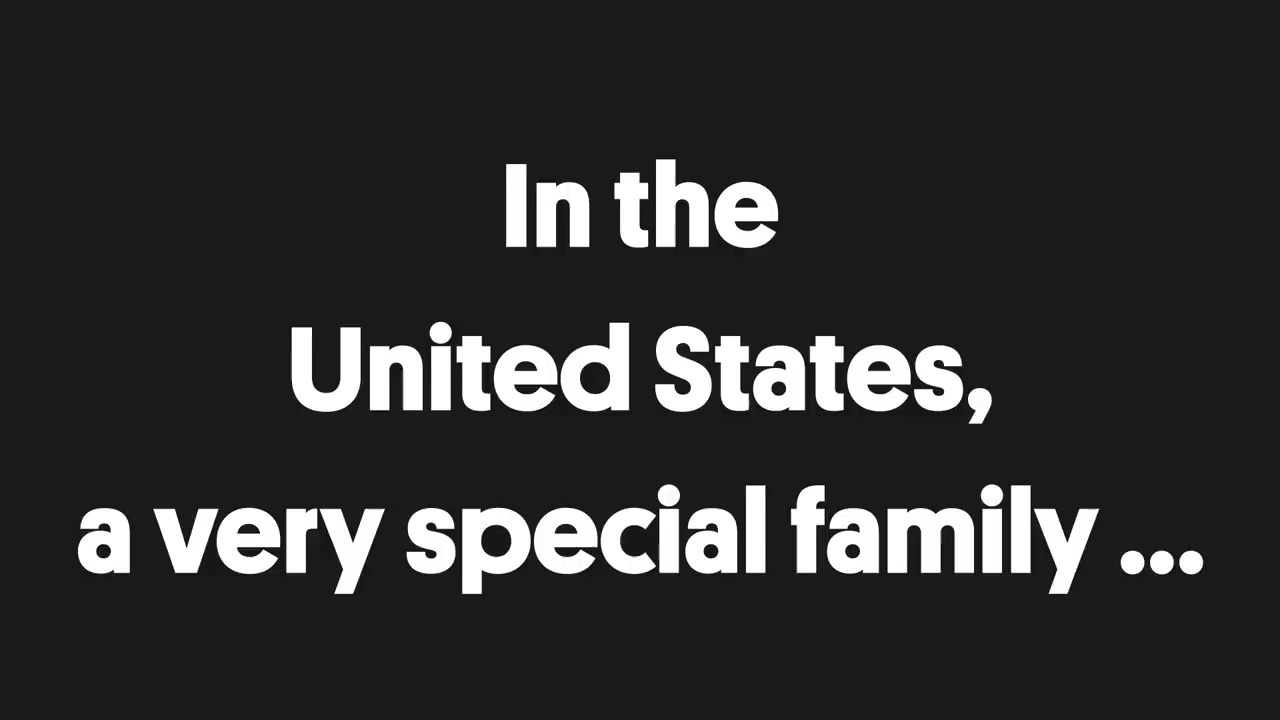 In the
United States,
a very special family ...